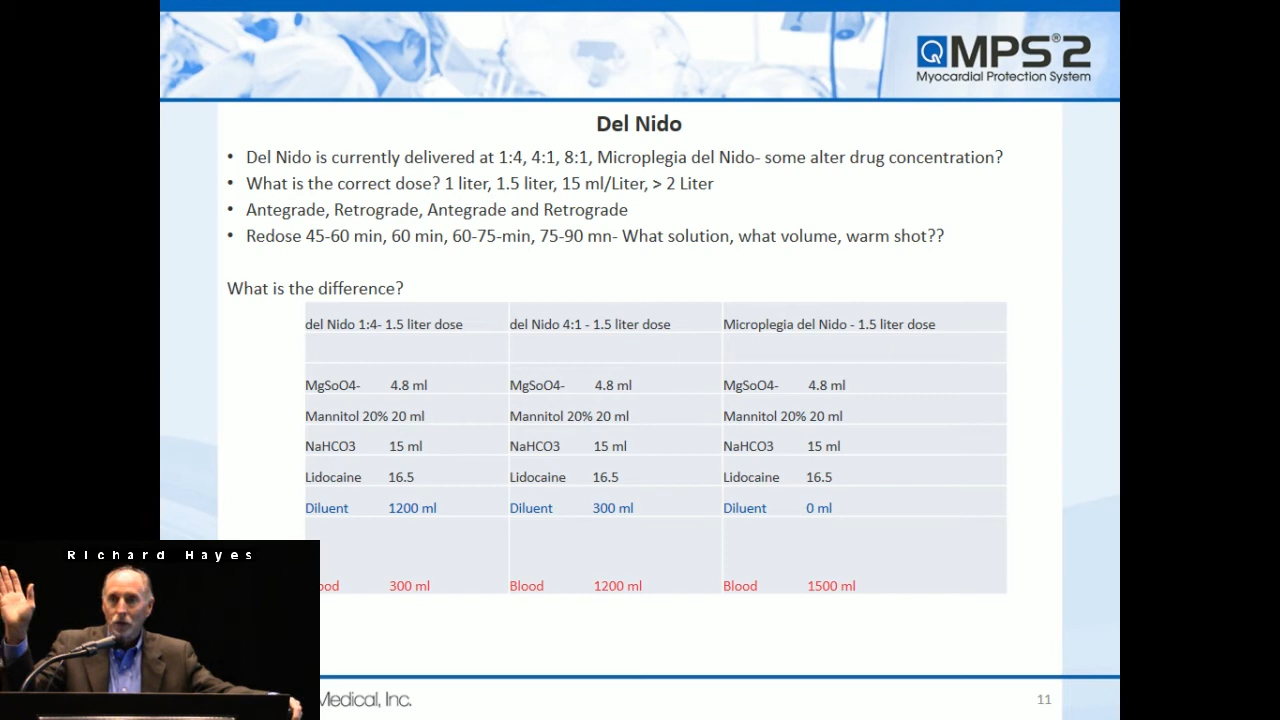 MPS®2
Myocardial Protection System
Del Nido
• Del Nido is currently delivered at 1:4, 4:1, 8:1, Microplegia del Nido- some alter drug concentration?
• What is the correct dose? 1 liter, 1.5 liter, 15 ml/Liter, > 2 Liter
• Antegrade, Retrograde, Antegrade and Retrograde
• Redose 45-60 min, 60 min, 60-75-min, 75-90 mn- What solution, what volume, warm shot??
What is the difference?
del Nido 1:4- 1.5 liter dose del Nido 4:1 - 1.5 liter dose Microplegia del Nido - 1.5 liter dose
MgSo04- 4.8 ml MgSo04- 4.8 ml MgSo04- 4.8 ml
Mannitol 20% 20 ml Mannitol 20% 20 ml Mannitol 20% 20 ml
NaHCO3 15 ml NaHCO3 15 ml NaHCO3 15 ml
Lidocaine 16.5 Lidocaine 16.5 Lidocaine 16.5
Diluent 1200 ml Diluent 300 ml Diluent 0 ml
ood 300 ml Blood 1200 ml Blood 1500 ml
Richard Hayes
Medical, Inc.
11